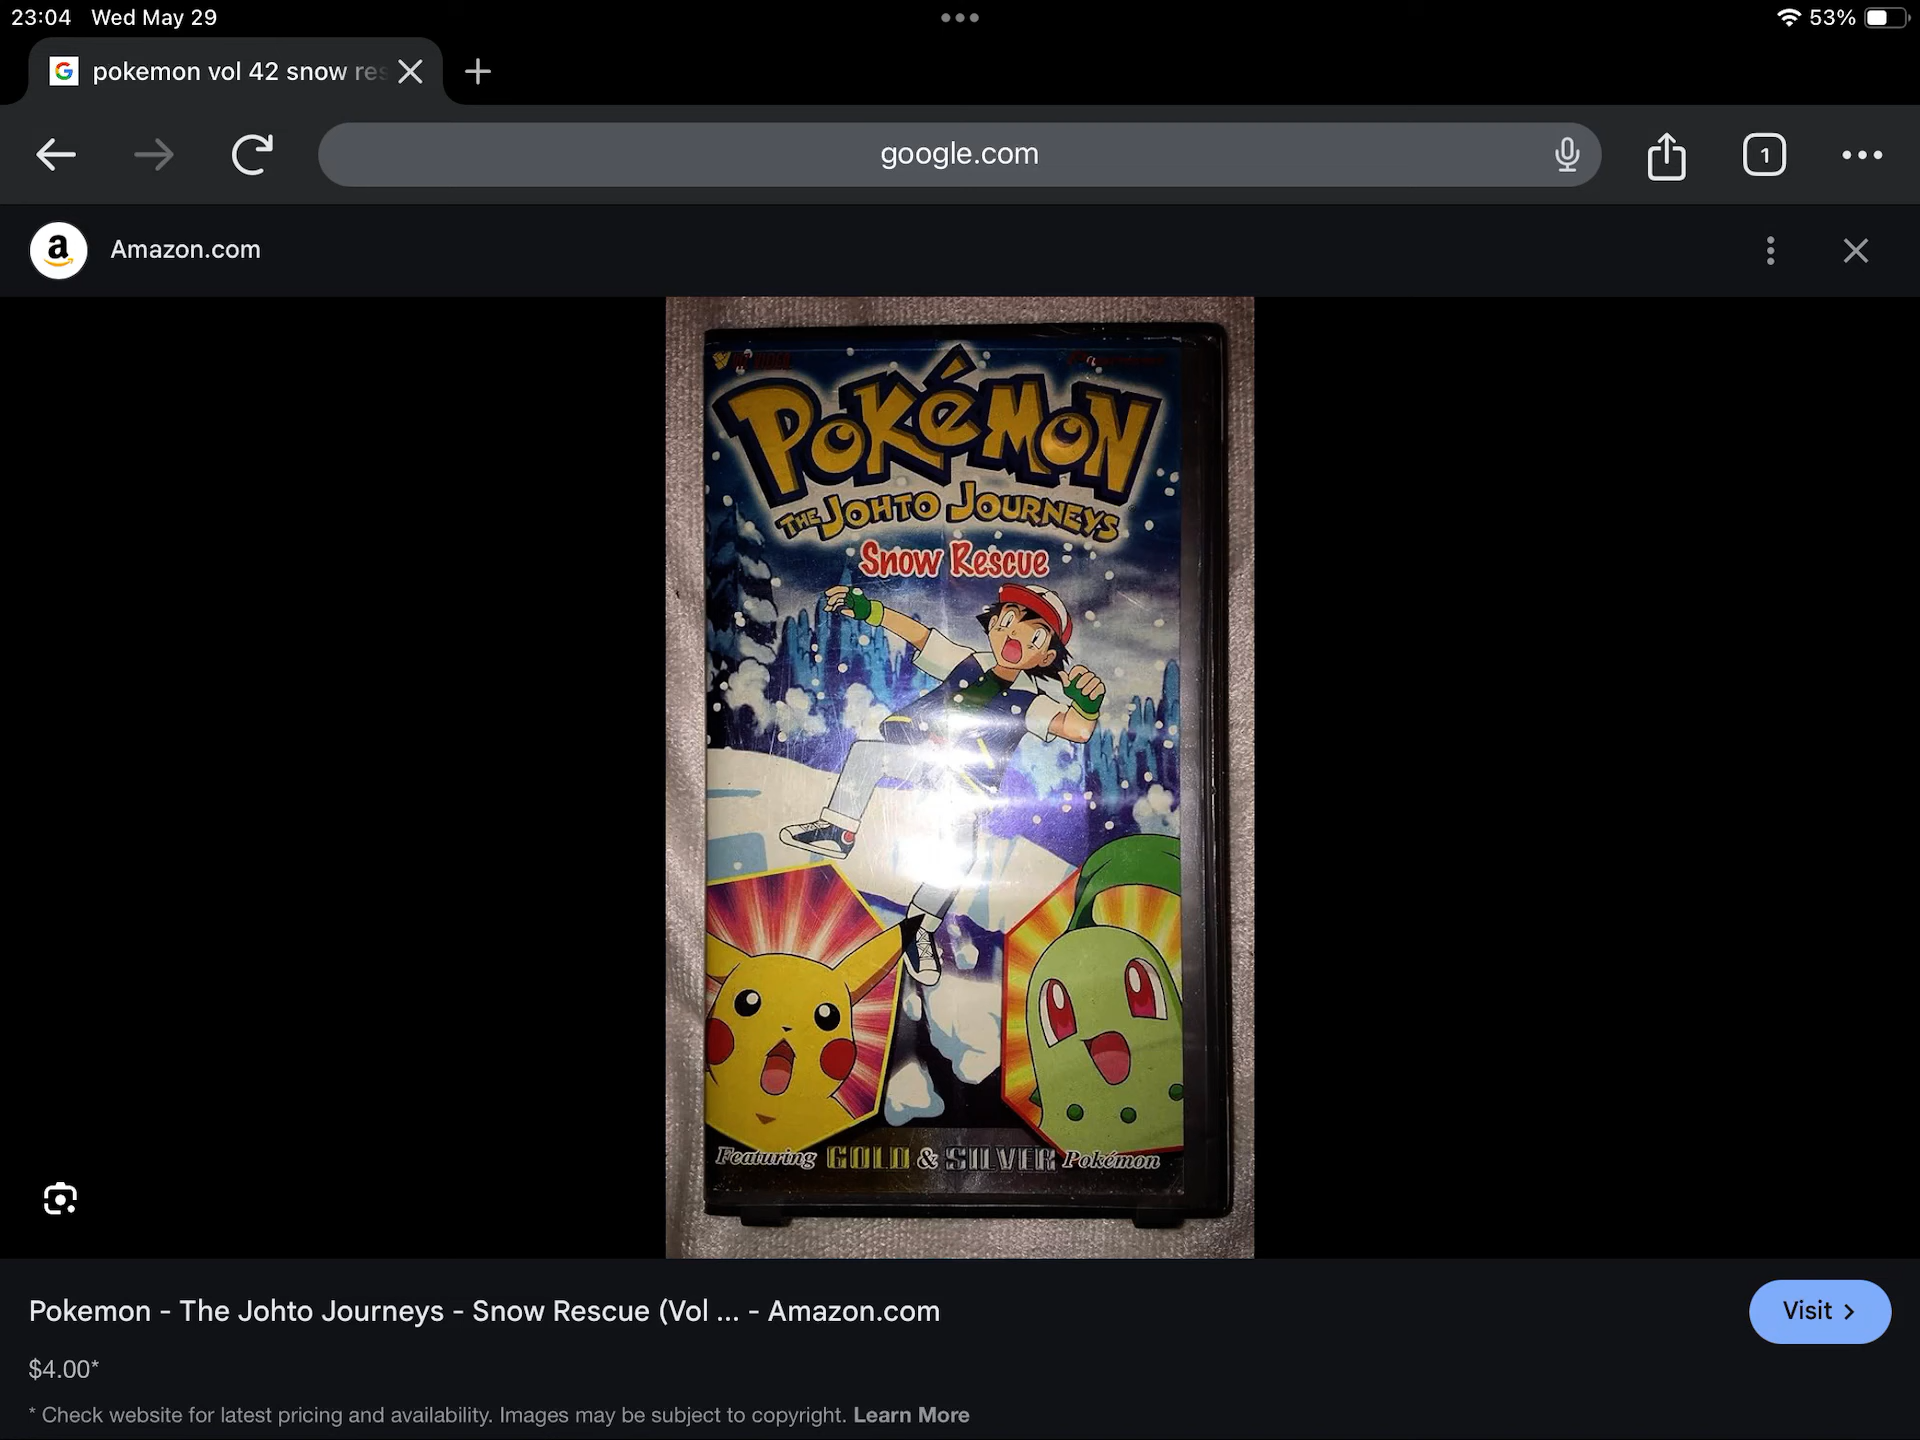 23:04 Wed May 29
53%
pokemon vol 42 snow res
google.com
1
Amazon.com
POKéMON
THE JOHTO JOURNEYS
Snow Rescue
Featuring GOLD & SILVER Pokémon
Pokemon - The Johto Journeys - Snow Rescue (Vol ... - Amazon.com
Visit
$4.00*
* Check website for latest pricing and availability. Images may be subject to copyright. Learn More